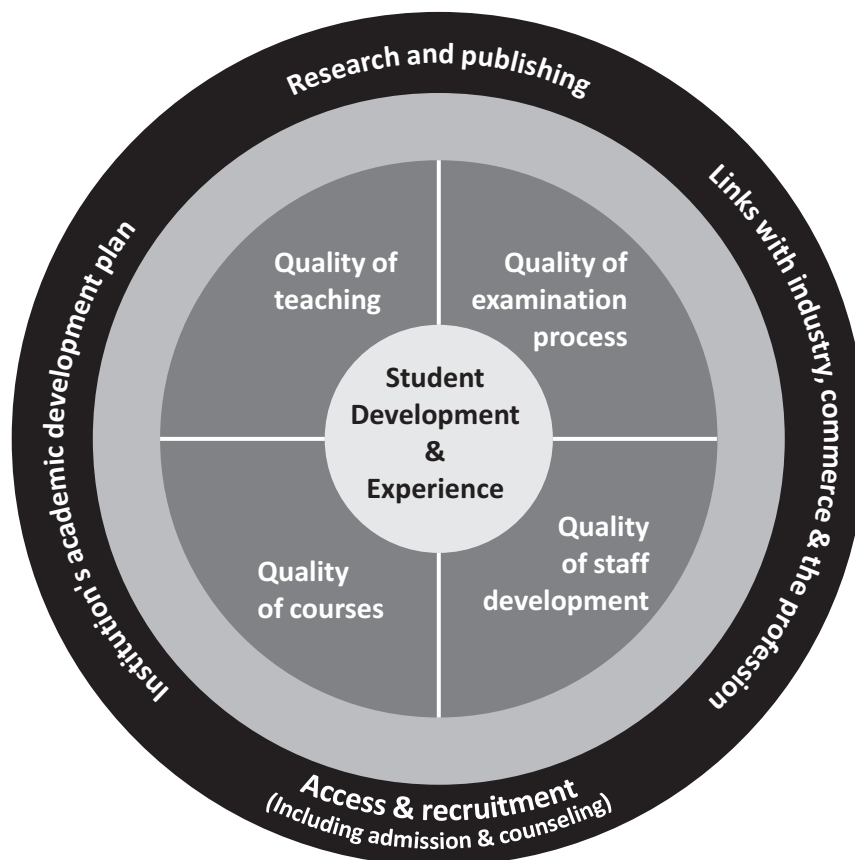 Research and publishing
Links with industry, commerce & the profession
Institution's academic development plan
Quality of
teaching
Quality of
examination
process
Student
Development
&
Experience
Quality
of courses
Quality
of staff
development
Access & recruitment
(Including admission & counseling)